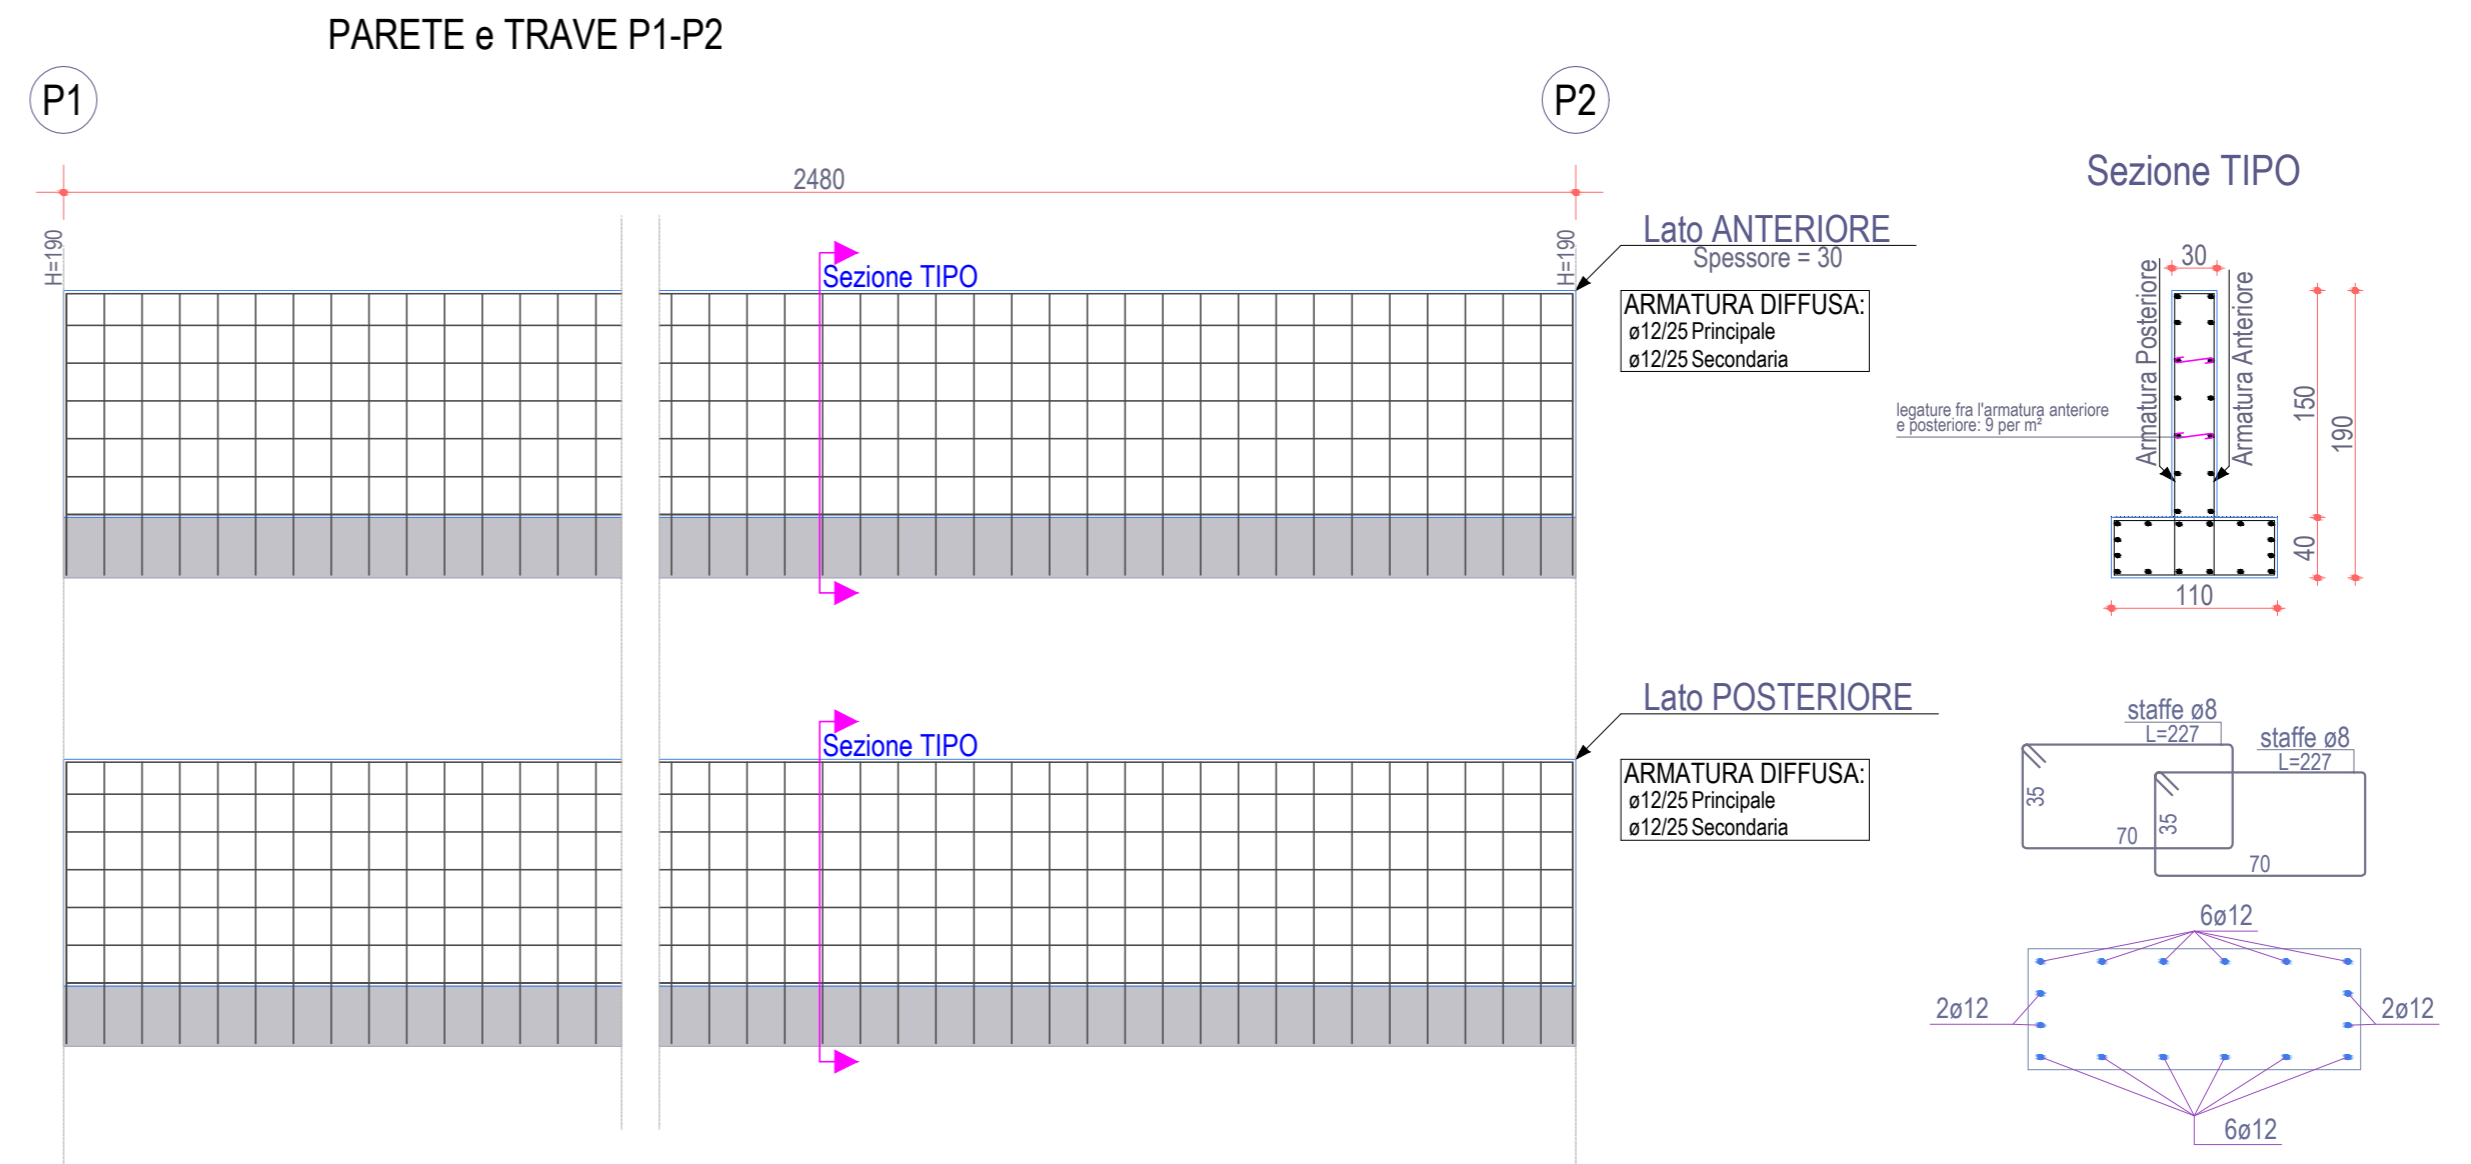 PARETE e TRAVE P1-P2
P1
P2
2480
Sezione TIPO
H=190
H=190
Lato ANTERIORE
Spessore = 30
Sezione TIPO
ARMATURA DIFFUSA:
ø12/25 Principale
ø12/25 Secondaria
30
Armatura Posteriore
Armatura Anteriore
legature fra l'armatura anteriore
e posteriore: 9 per m²
150
190
40
110
Lato POSTERIORE
Sezione TIPO
ARMATURA DIFFUSA:
ø12/25 Principale
ø12/25 Secondaria
staffe ø8
L=227
staffe ø8
L=227
35
70
35
70
6ø12
2ø12
2ø12
6ø12